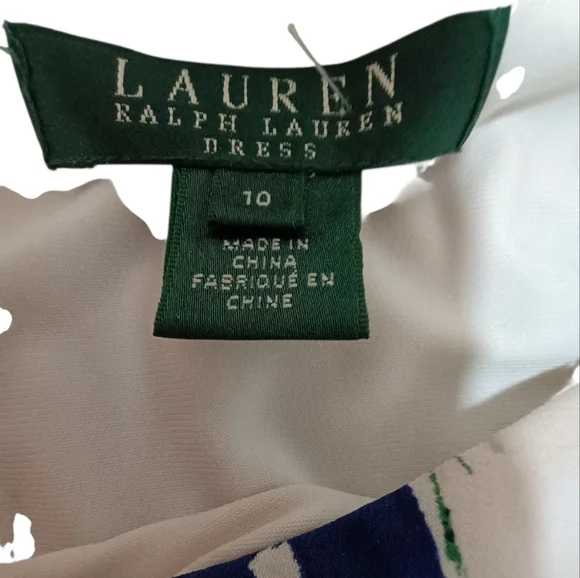 LAUREN
RALPH LAUREN
DRESS
10
MADE IN
CHINA
FABRIQUÉ EN
CHINE